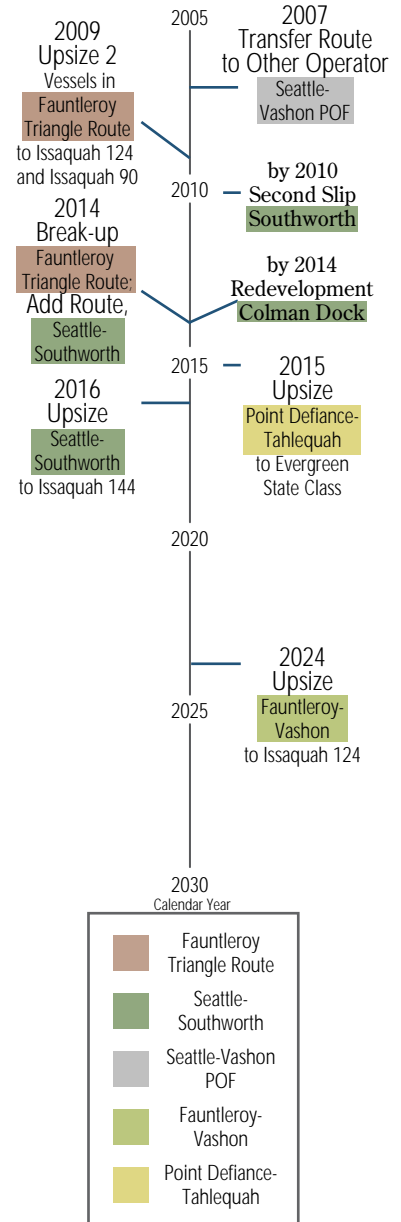 2005
2007
Transfer Route
to Other Operator
Seattle-
Vashon POF
2009
Upsize 2
Vessels in
Fauntleroy
Triangle Route
to Issaquah 124
and Issaquah 90
2010
by 2010
Second Slip
Southworth
2014
Break-up
Fauntleroy
Triangle Route;
Add Route,
Seattle-
Southworth
by 2014
Redevelopment
Colman Dock
2015
2015
Upsize
Point Defiance-
Tahlequah
to Evergreen
State Class
2016
Upsize
Seattle-
Southworth
to Issaquah 144
2020
2024
Upsize
Fauntleroy-
Vashon
to Issaquah 124
2025
2030
Calendar Year
Fauntleroy
Triangle Route
Seattle-
Southworth
Seattle-Vashon
POF
Fauntleroy-
Vashon
Point Defiance-
Tahlequah